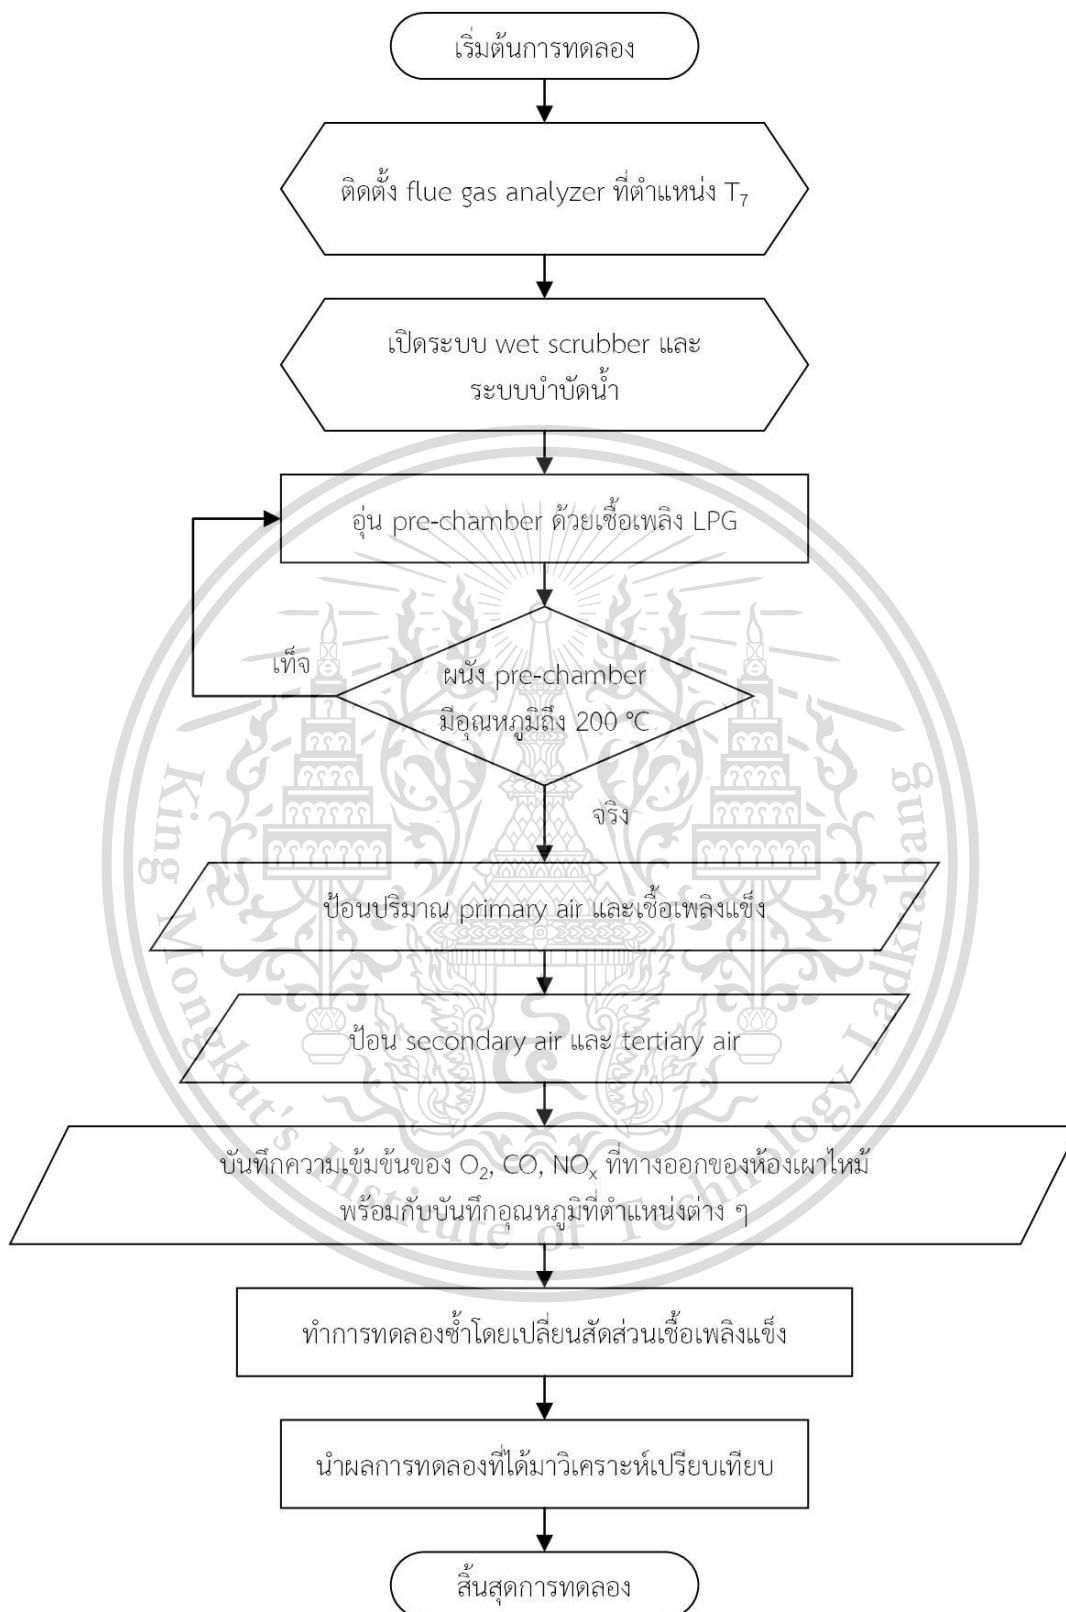 เริ่มต้นการทดลอง
ติดตั้ง flue gas analyzer ที่ตำแหน่ง T₇
เปิดระบบ wet scrubber และ
ระบบบำบัดน้ำ
อุ่น pre-chamber ด้วยเชื้อเพลิง LPG
เท็จ
ผนัง pre-chamber
มีอุณหภูมิถึง 200 °C
จริง
ป้อนปริมาณ primary air และเชื้อเพลิงแข็ง
ป้อน secondary air และ tertiary air
บันทึกความเข้มข้นของ O₂, CO, NOₓ ที่ทางออกของห้องเผาไหม้
พร้อมกับบันทึกอุณหภูมิที่ตำแหน่งต่าง ๆ
ทำการทดลองซ้ำโดยเปลี่ยนสัดส่วนเชื้อเพลิงแข็ง
นำผลการทดลองที่ได้มาวิเคราะห์เปรียบเทียบ
สิ้นสุดการทดลอง
King Mongkut's Institute of Technology Ladkrabang